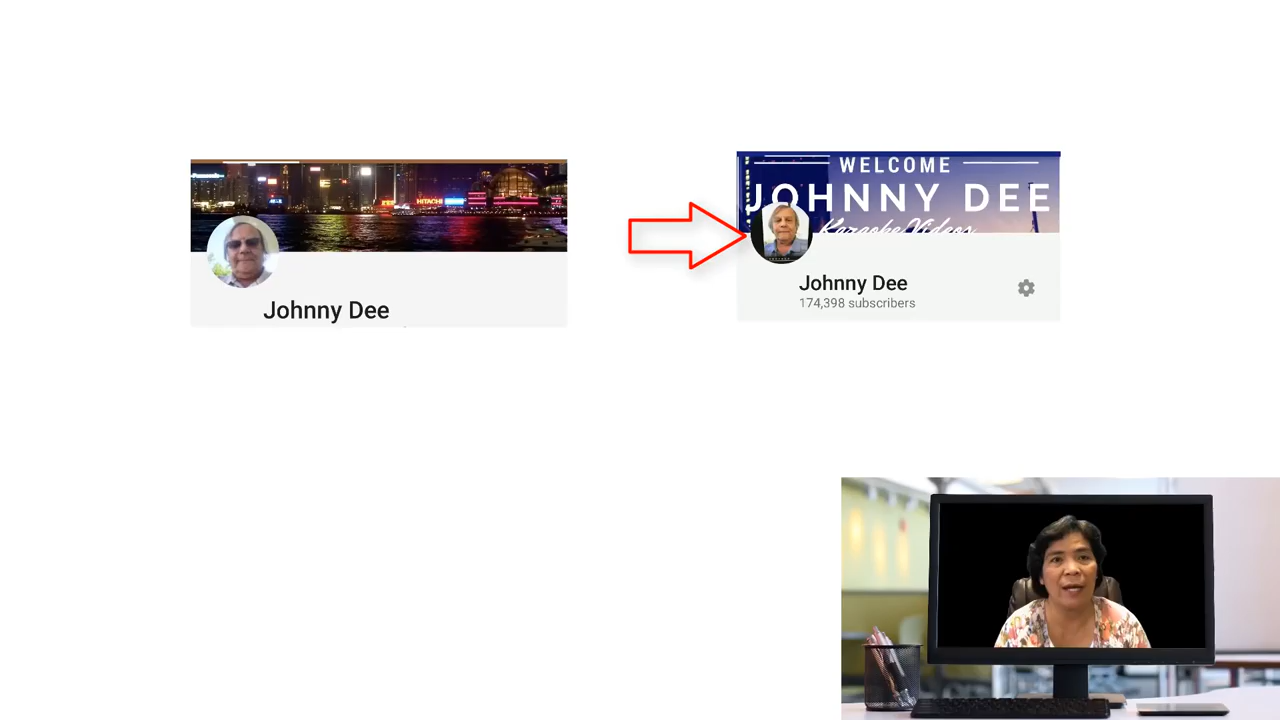 HITACHI
Johnny Dee
WELCOME
JOHNNY DEE
Karaoke Videos
Johnny Dee
174,398 subscribers